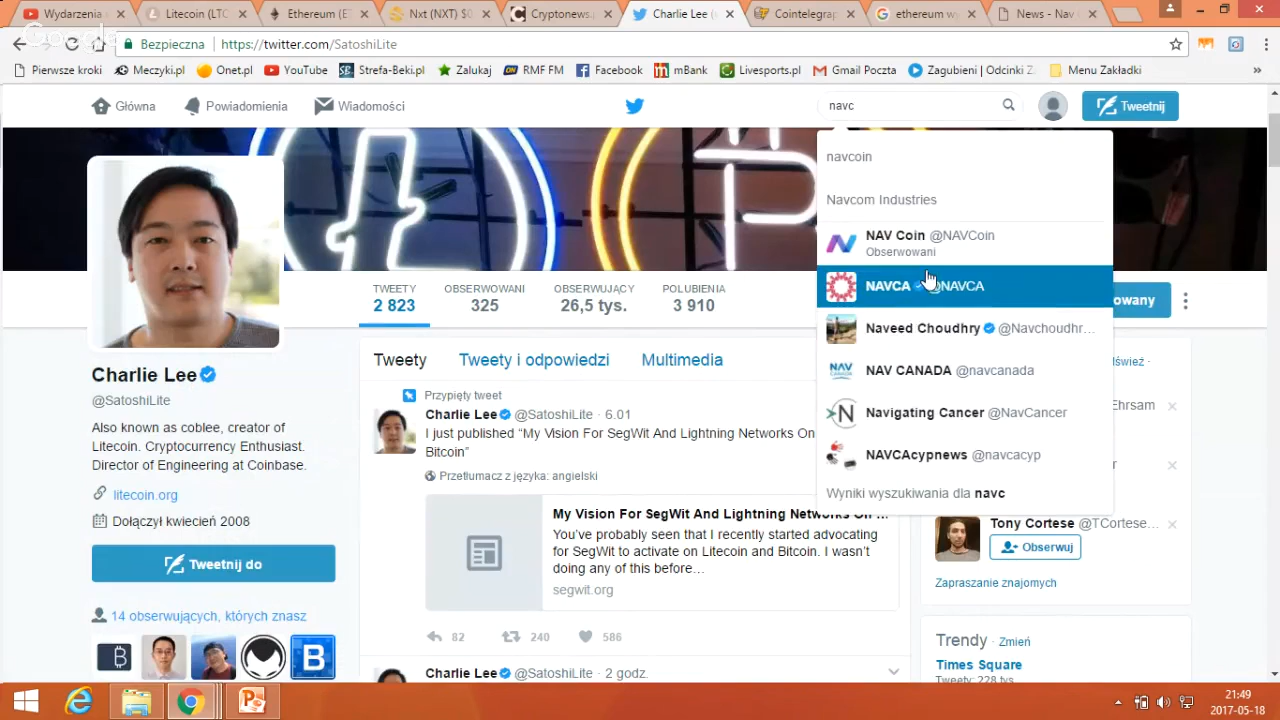 Wydarzenia
Litecoin (LTC
Ethereum (ET
Nxt (NXT) $0
Cryptonews.
Charlie Lee (
Cointelegrap
ethereum w
News - Nav
Bezpieczna
https://twitter.com/SatoshiLite
Pierwsze kroki
Meczyki.pl
Onet.pl
YouTube
Strefa-Beki.pl
Zalukaj
RMF FM
Facebook
mBank
Livesports.pl
Gmail Poczta
Zagubieni | Odcinki
Menu Zakładki
Główna
Powiadomienia
Wiadomości
navc
Tweetnij
navcoin
Navcom Industries
NAV Coin @NAVCoin
Obserwowani
NAVCA @NAVCA
Naveed Choudhry @Navchoudhr...
NAV CANADA @navcanada
Navigating Cancer @NavCancer
NAVCAcypnews @navcacyp
Wyniki wyszukiwania dla navc
TWEETY
2 823
OBSERWOWANI
325
OBSERWUJĄCY
26,5 tys.
POLUBIENIA
3 910
Charlie Lee
@SatoshiLite
Also known as coblee, creator of
Litecoin. Cryptocurrency Enthusiast.
Director of Engineering at Coinbase.
litecoin.org
Dołączył kwiecień 2008
Tweetnij do
14 obserwujących, których znasz
Tweety
Tweety i odpowiedzi
Multimedia
Przypięty tweet
Charlie Lee @SatoshiLite · 6.01
I just published “My Vision For SegWit And Lightning Networks On
Bitcoin”
Przetłumacz z języka: angielski
My Vision For SegWit And Lightning Networks On ...
You’ve probably seen that I recently started advocating
for SegWit to activate on Litecoin and Bitcoin. I wasn’t
doing any of this before…
segwit.org
82
240
586
Charlie Lee @SatoshiLite · 2 godz.
Ehrsam
Tony Cortese @TCortese...
Obserwuj
Zapraszanie znajomych
Trendy · Zmień
Times Square
Tweety: 228 tys.
21:49
2017-05-18